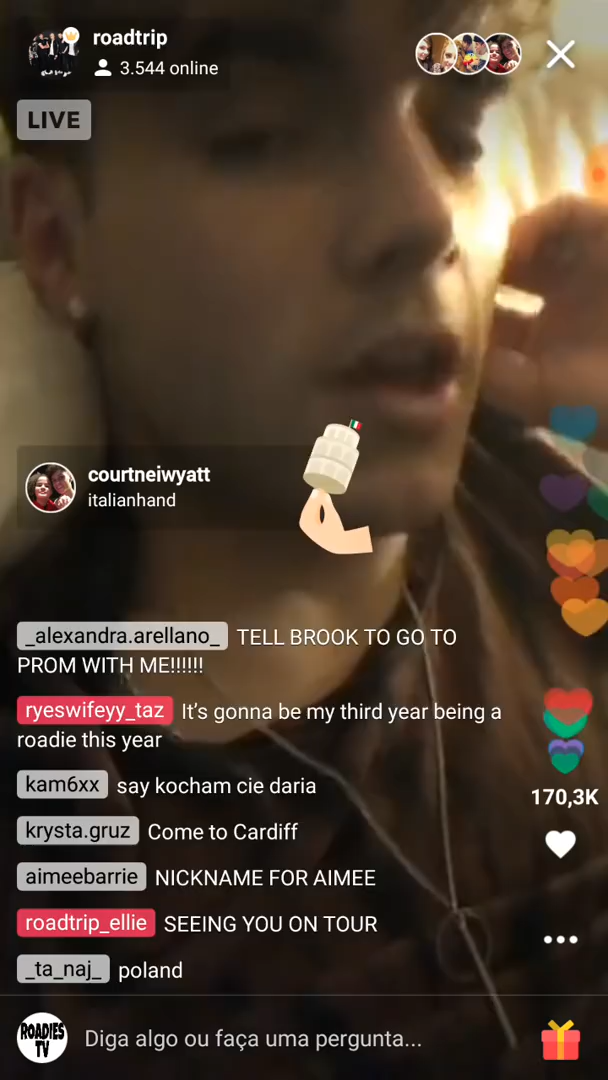 roadtrip
3.544 online
LIVE
courtneiwyatt
italianhand
_alexandra.arellano_ TELL BROOK TO GO TO
PROM WITH ME!!!!!!
ryeswifeyy_taz It's gonna be my third year being a
roadie this year
kam6xx say kocham cie daria
krysta.gruz Come to Cardiff
170,3K
aimeebarrie NICKNAME FOR AIMEE
roadtrip_ellie SEEING YOU ON TOUR
_ta_naj_ poland
ROADIES
TV
Diga algo ou faça uma pergunta...